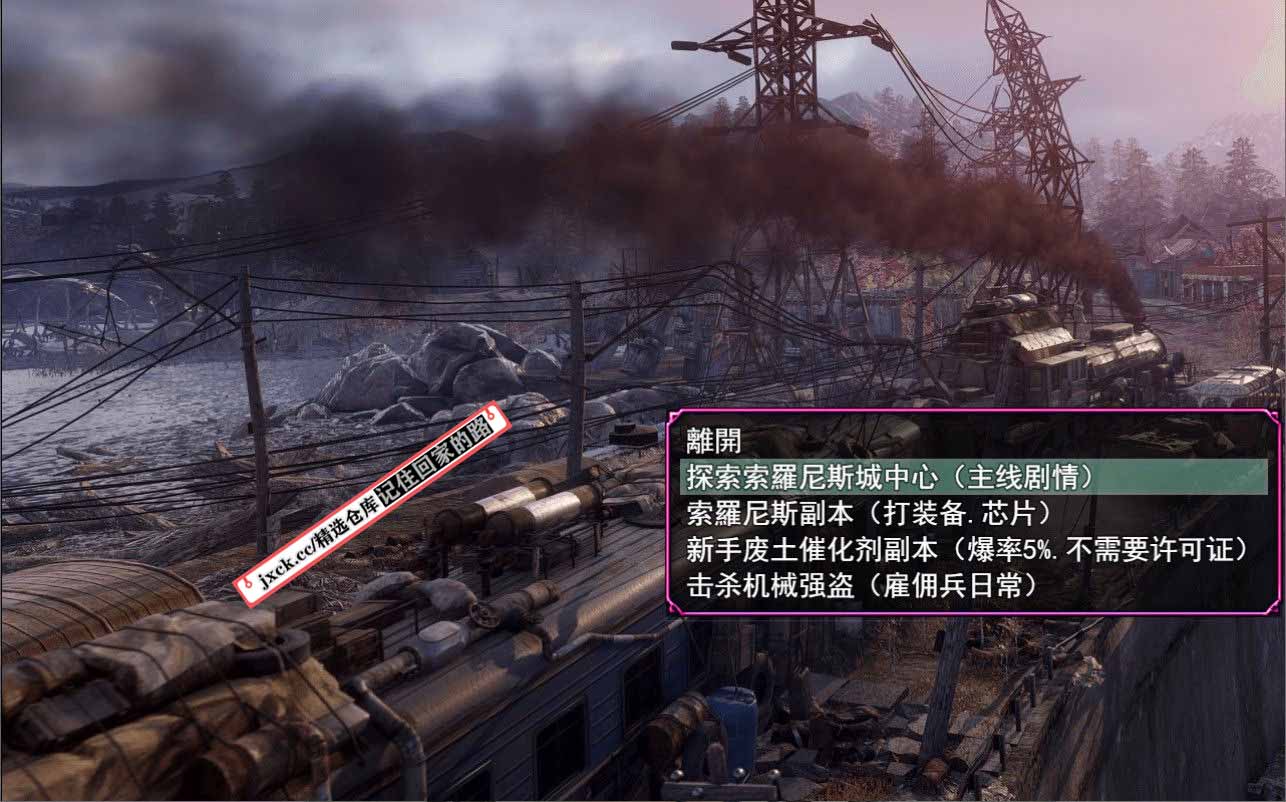 離開
探索索羅尼斯城中心（主线剧情）
索羅尼斯副本（打装备.芯片）
新手废土催化剂副本（爆率5%.不需要许可证）
击杀机械强盗（雇佣兵日常）
jxck.cc/精选仓库记住回家的路